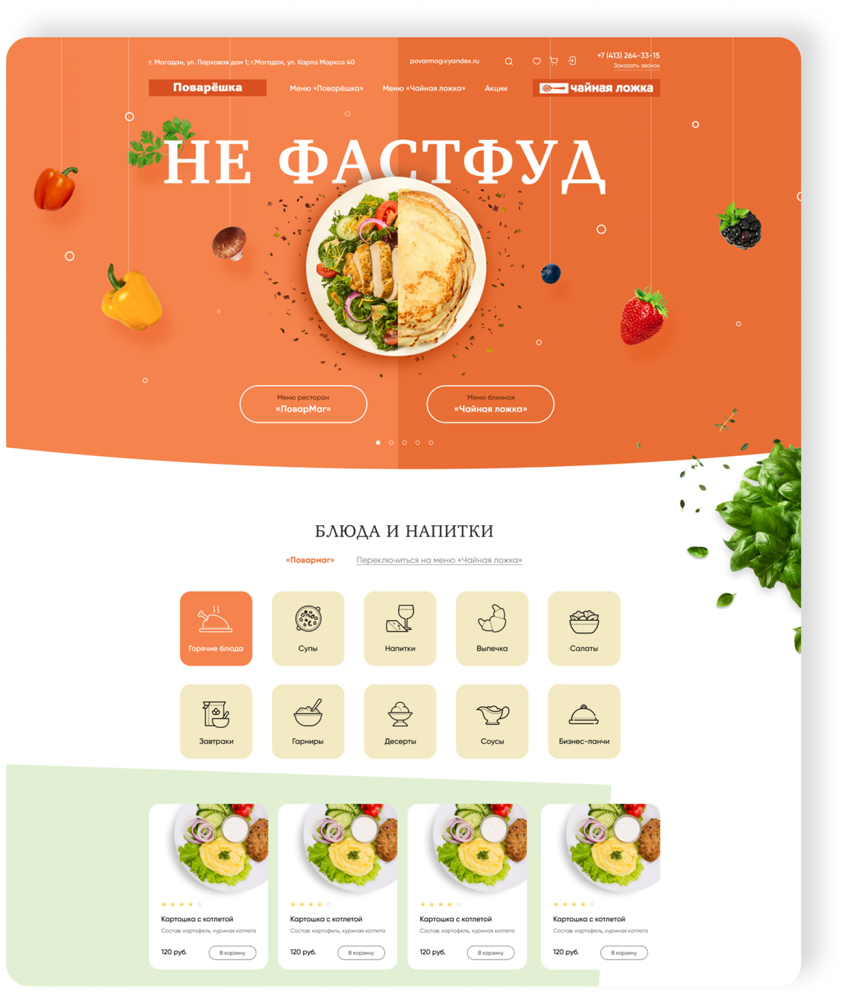 г. Магадан, ул. Парковая дом 1; г.Магадан, ул. Карла Маркса 40
povarmag@yandex.ru
+7 (413) 264-33-15
Заказать звонок
Поварёшка
Меню «Поварёшка»
Меню «Чайная ложка»
Акции
чайная ложка
НЕ ФАСТФУД
Меню ресторан
«ПоварМаг»
Меню блинная
«Чайная ложка»
БЛЮДА И НАПИТКИ
«Повармаг»
Переключиться на меню «Чайная ложка»
Горячие блюда
Супы
Напитки
Выпечка
Салаты
Завтраки
Гарниры
Десерты
Соусы
Бизнес-ланчи
Картошка с котлетой
Состав: картофель, куриная котлета
120 руб.
В корзину
Картошка с котлетой
Состав: картофель, куриная котлета
120 руб.
В корзину
Картошка с котлетой
Состав: картофель, куриная котлета
120 руб.
В корзину
Картошка с котлетой
Состав: картофель, куриная котлета
120 руб.
В корзину